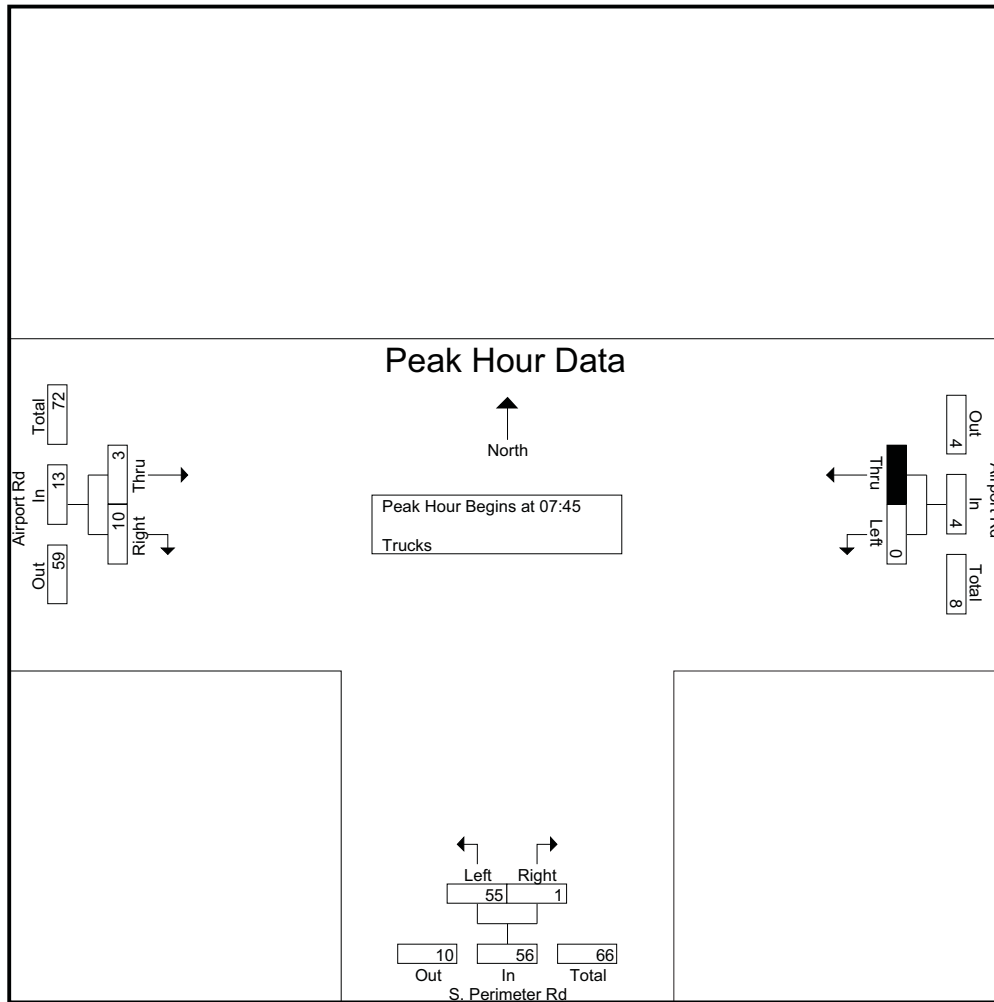 Peak Hour Data
North
Peak Hour Begins at 07:45
Trucks
Airport Rd
Total
72
In
13
Out
59
3
Thru
10
Right
Out
4
In
4
Total
8
Thru
Left
0
Left
Right
55
1
10
56
66
Out
In
Total
S. Perimeter Rd